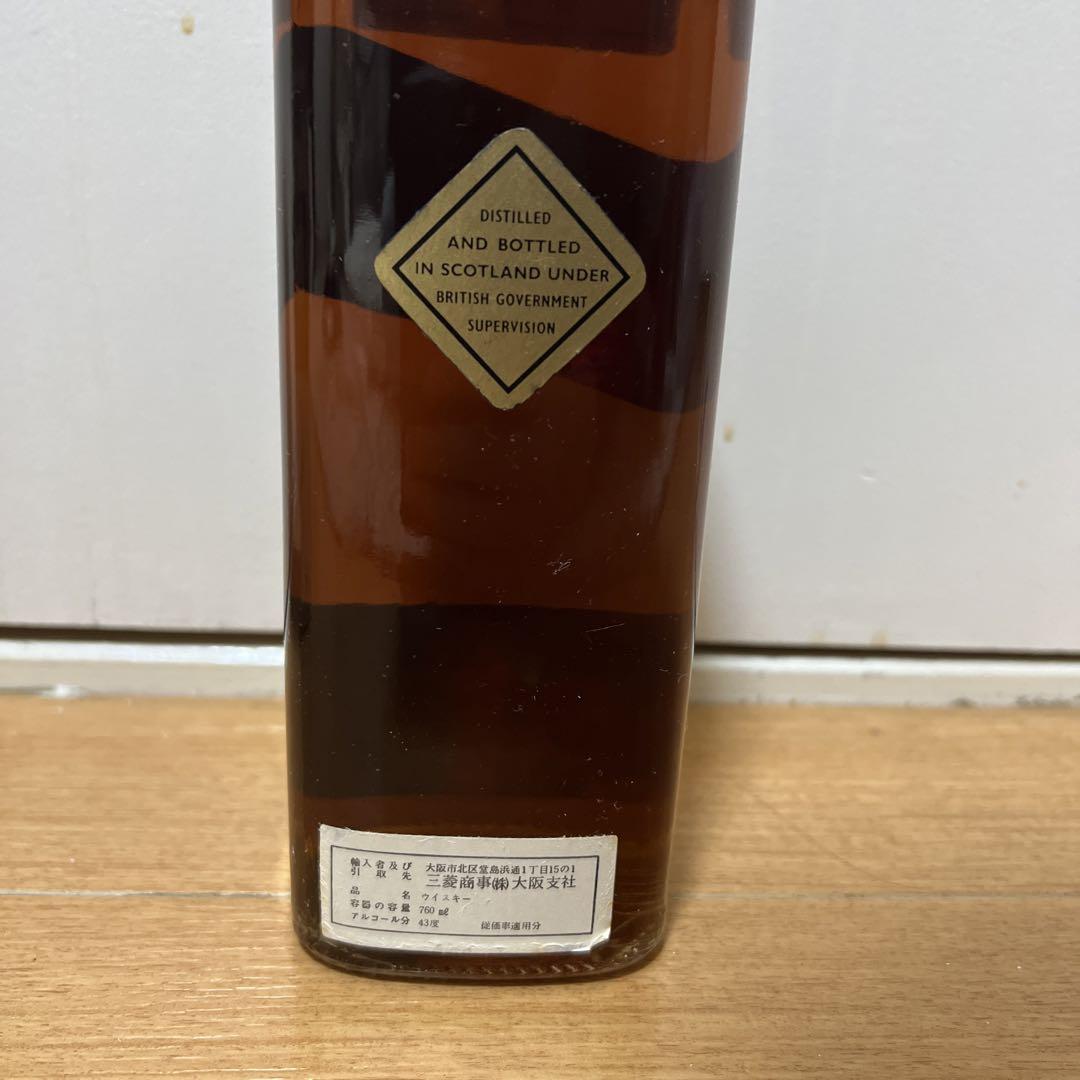 DISTILLED
AND BOTTLED
IN SCOTLAND UNDER
BRITISH GOVERNMENT
SUPERVISION
輸入者及び 大阪市北区堂島浜通1丁目15の1
引取先 三菱商事㈱大阪支社
品名 ウイスキー
容器の容量 760㎖
アルコール分 43度 従価率適用分